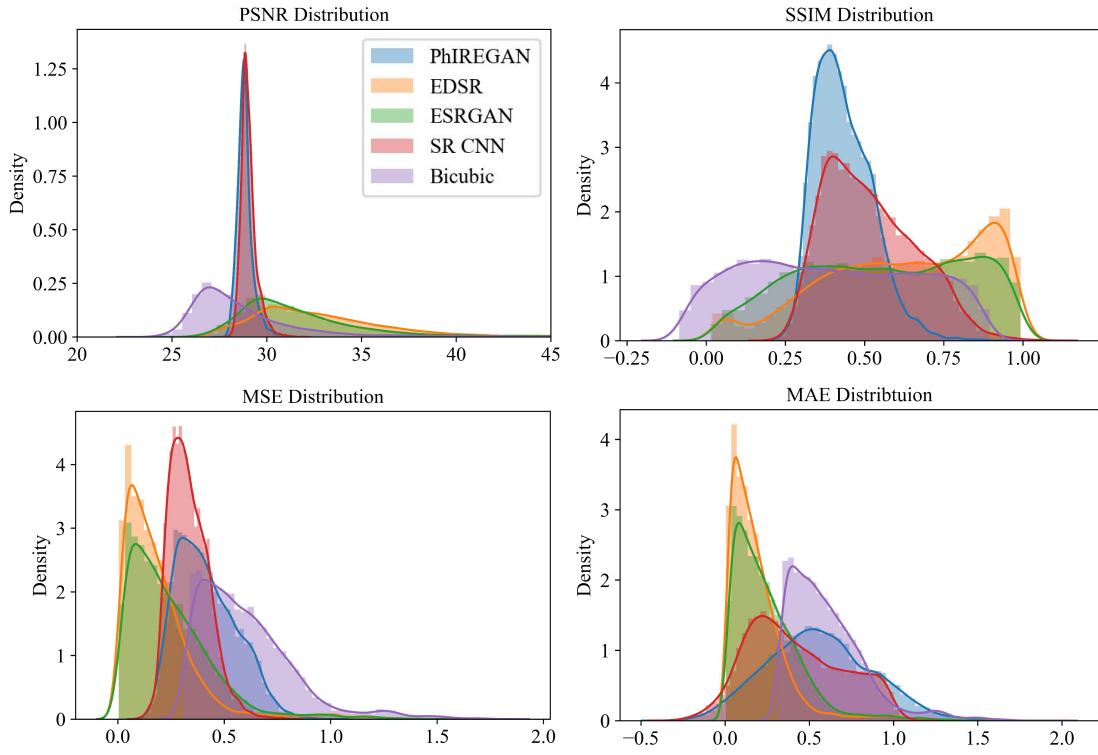 PSNR Distribution
Density
1.25
1.00
0.75
0.50
0.25
0.00
20 25 30 35 40 45
PhIREGAN
EDSR
ESRGAN
SR CNN
Bicubic
SSIM Distribution
Density
4
3
2
1
0
−0.25 0.00 0.25 0.50 0.75 1.00
MSE Distribution
Density
4
3
2
1
0
0.0 0.5 1.0 1.5 2.0
MAE Distribtuion
Density
4
3
2
1
0
−0.5 0.0 0.5 1.0 1.5 2.0